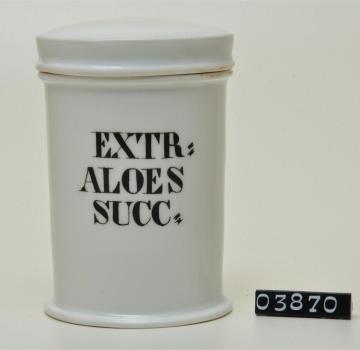 EXTR:
ALOES
SUCC:
03870